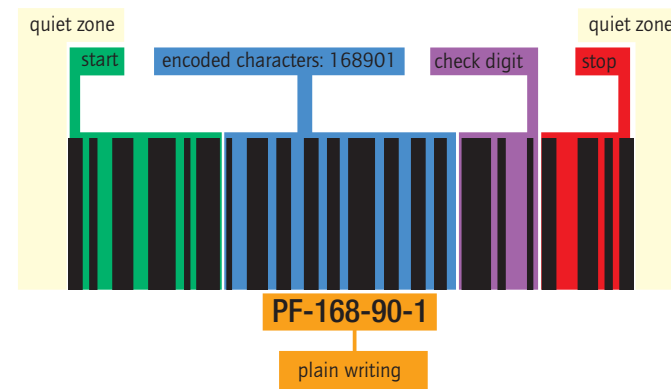 quiet zone
quiet zone
start
encoded characters: 168901
check digit
stop
PF-168-90-1
plain writing